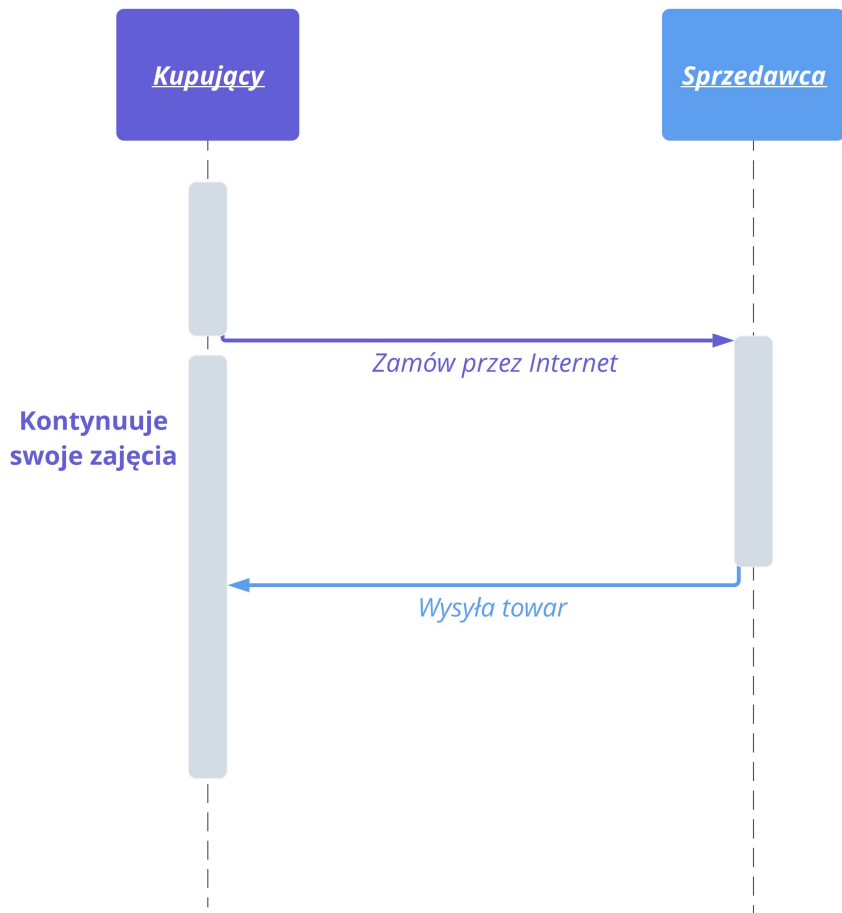 Kupujący
Sprzedawca
Zamów przez Internet
Kontynuuje
swoje zajęcia
Wysyła towar